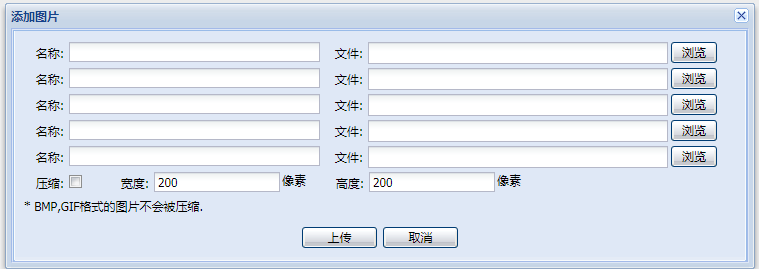 添加图片
名称: 文件: 浏览
名称: 文件: 浏览
名称: 文件: 浏览
名称: 文件: 浏览
名称: 文件: 浏览
压缩: 宽度: 200 像素 高度: 200 像素
* BMP,GIF格式的图片不会被压缩.
上传 取消